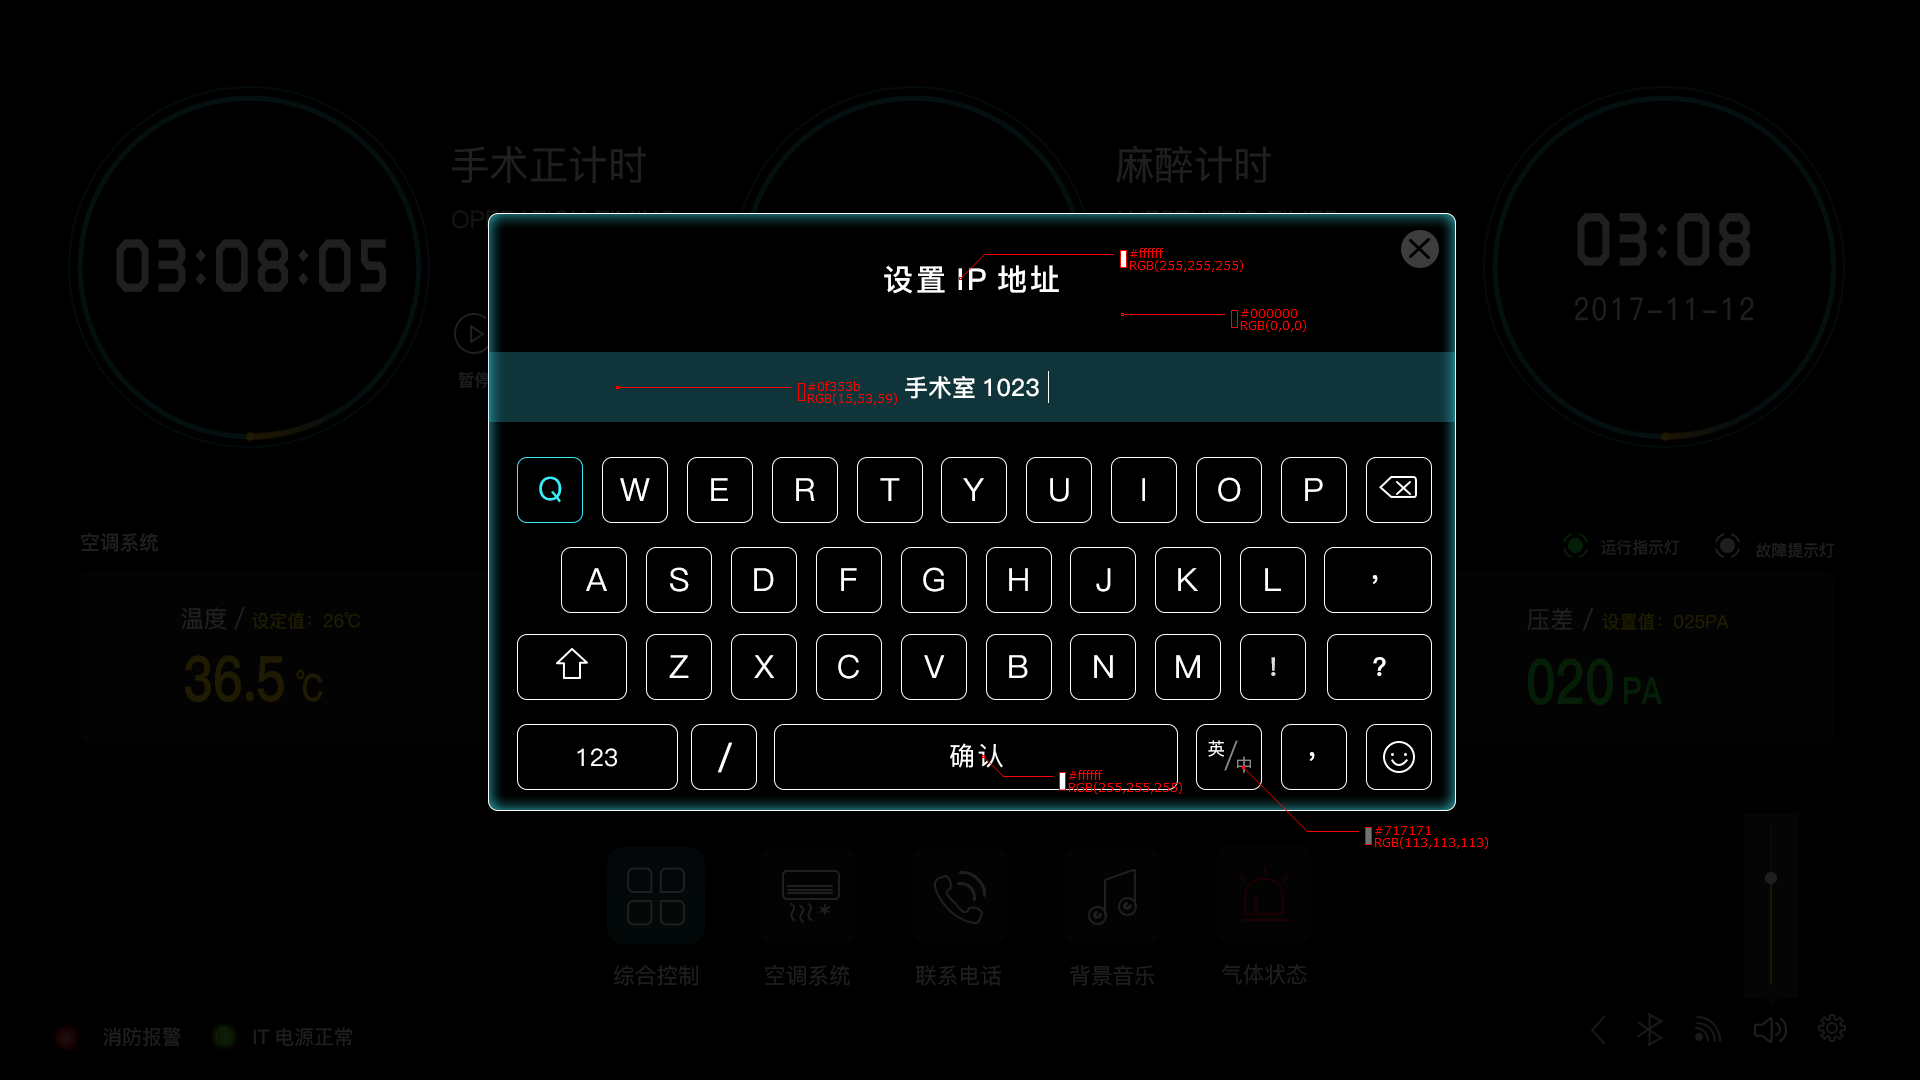 手术正计时
麻醉计时
03:08:05
03:08
2017-11-12
设置 IP 地址
#ffffff
RGB(255,255,255)
#000000
RGB(0,0,0)
暂停
手术室 1023
#0f353b
RGB(15,53,59)
Q W E R T Y U I O P
空调系统
运行指示灯
故障提示灯
A S D F G H J K L ,
温度 / 设定值：26℃
36.5 ℃
压差 / 设置值：025PA
020 PA
Z X C V B N M ! ?
123 / 确认 英/中 ,
#ffffff
RGB(255,255,255)
#717171
RGB(113,113,113)
综合控制
空调系统
联系电话
背景音乐
气体状态
消防报警
IT 电源正常